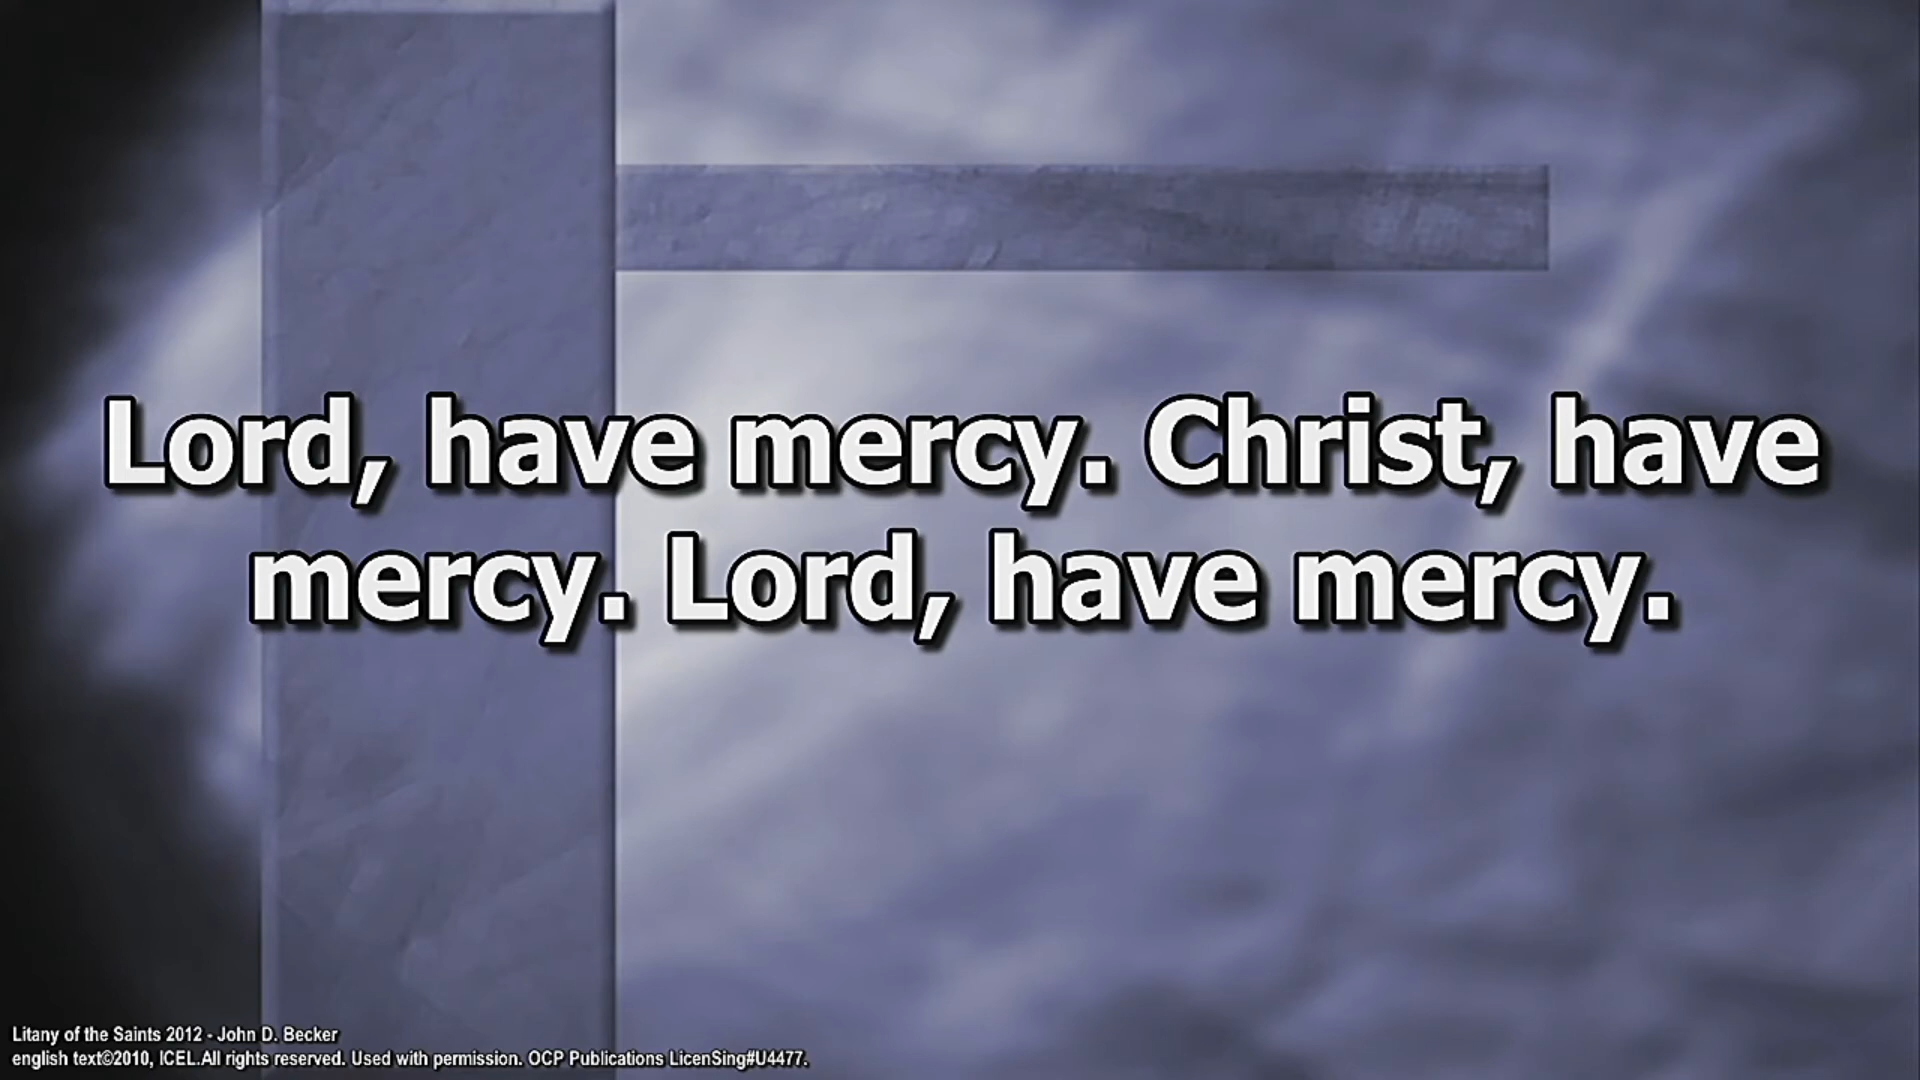 Lord, have mercy. Christ, have
mercy. Lord, have mercy.
Litany of the Saints 2012 - John D. Becker
english text©2010, ICEL.All rights reserved. Used with permission. OCP Publications LicenSing#U4477.